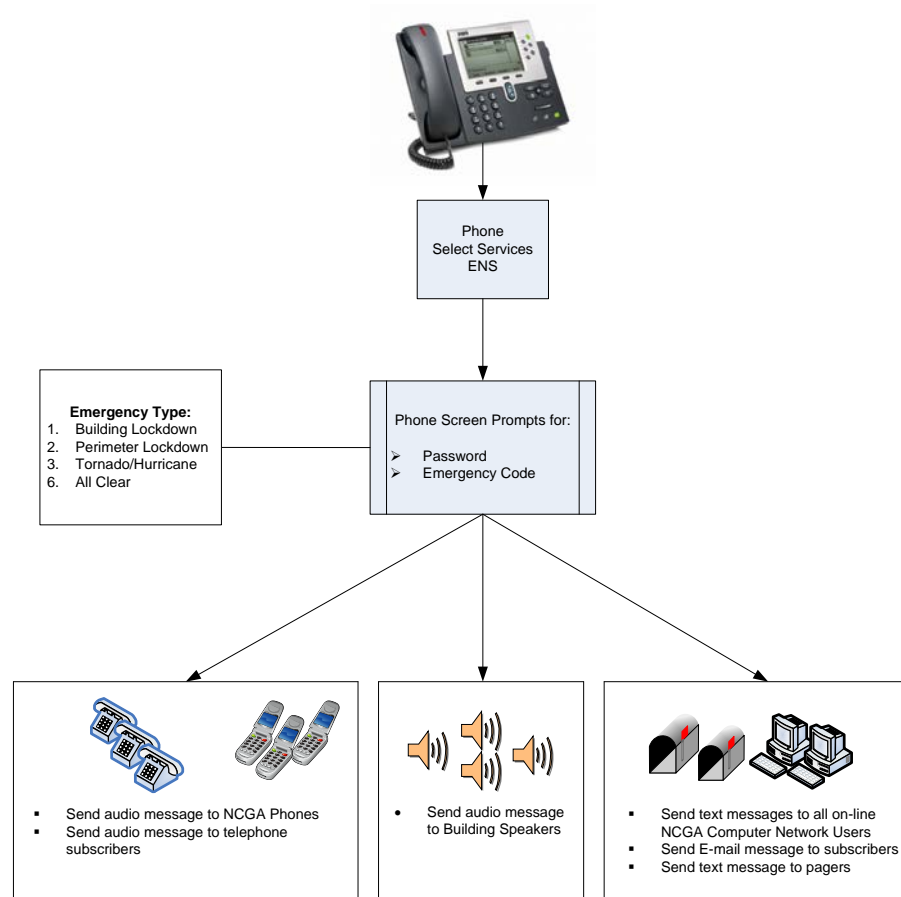 Phone
Select Services
ENS
Emergency Type:
1. Building Lockdown
2. Perimeter Lockdown
3. Tornado/Hurricane
6. All Clear
Phone Screen Prompts for:
➢ Password
➢ Emergency Code
▪ Send audio message to NCGA Phones
▪ Send audio message to telephone
subscribers
• Send audio message
to Building Speakers
▪ Send text messages to all on-line
NCGA Computer Network Users
▪ Send E-mail message to subscribers
▪ Send text message to pagers